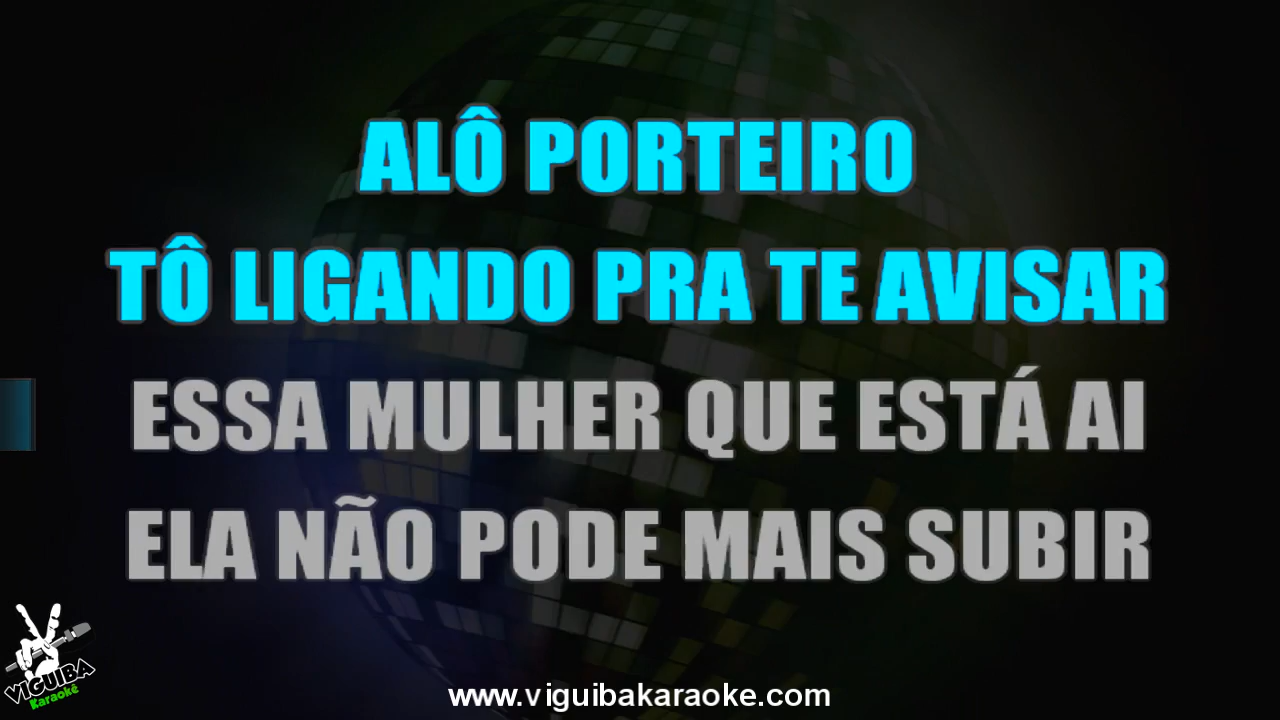 ALÔ PORTEIRO
TÔ LIGANDO PRA TE AVISAR
ESSA MULHER QUE ESTÁ AI
ELA NÃO PODE MAIS SUBIR
VIGUIBA
Karaokê
www.viguibakaraoke.com